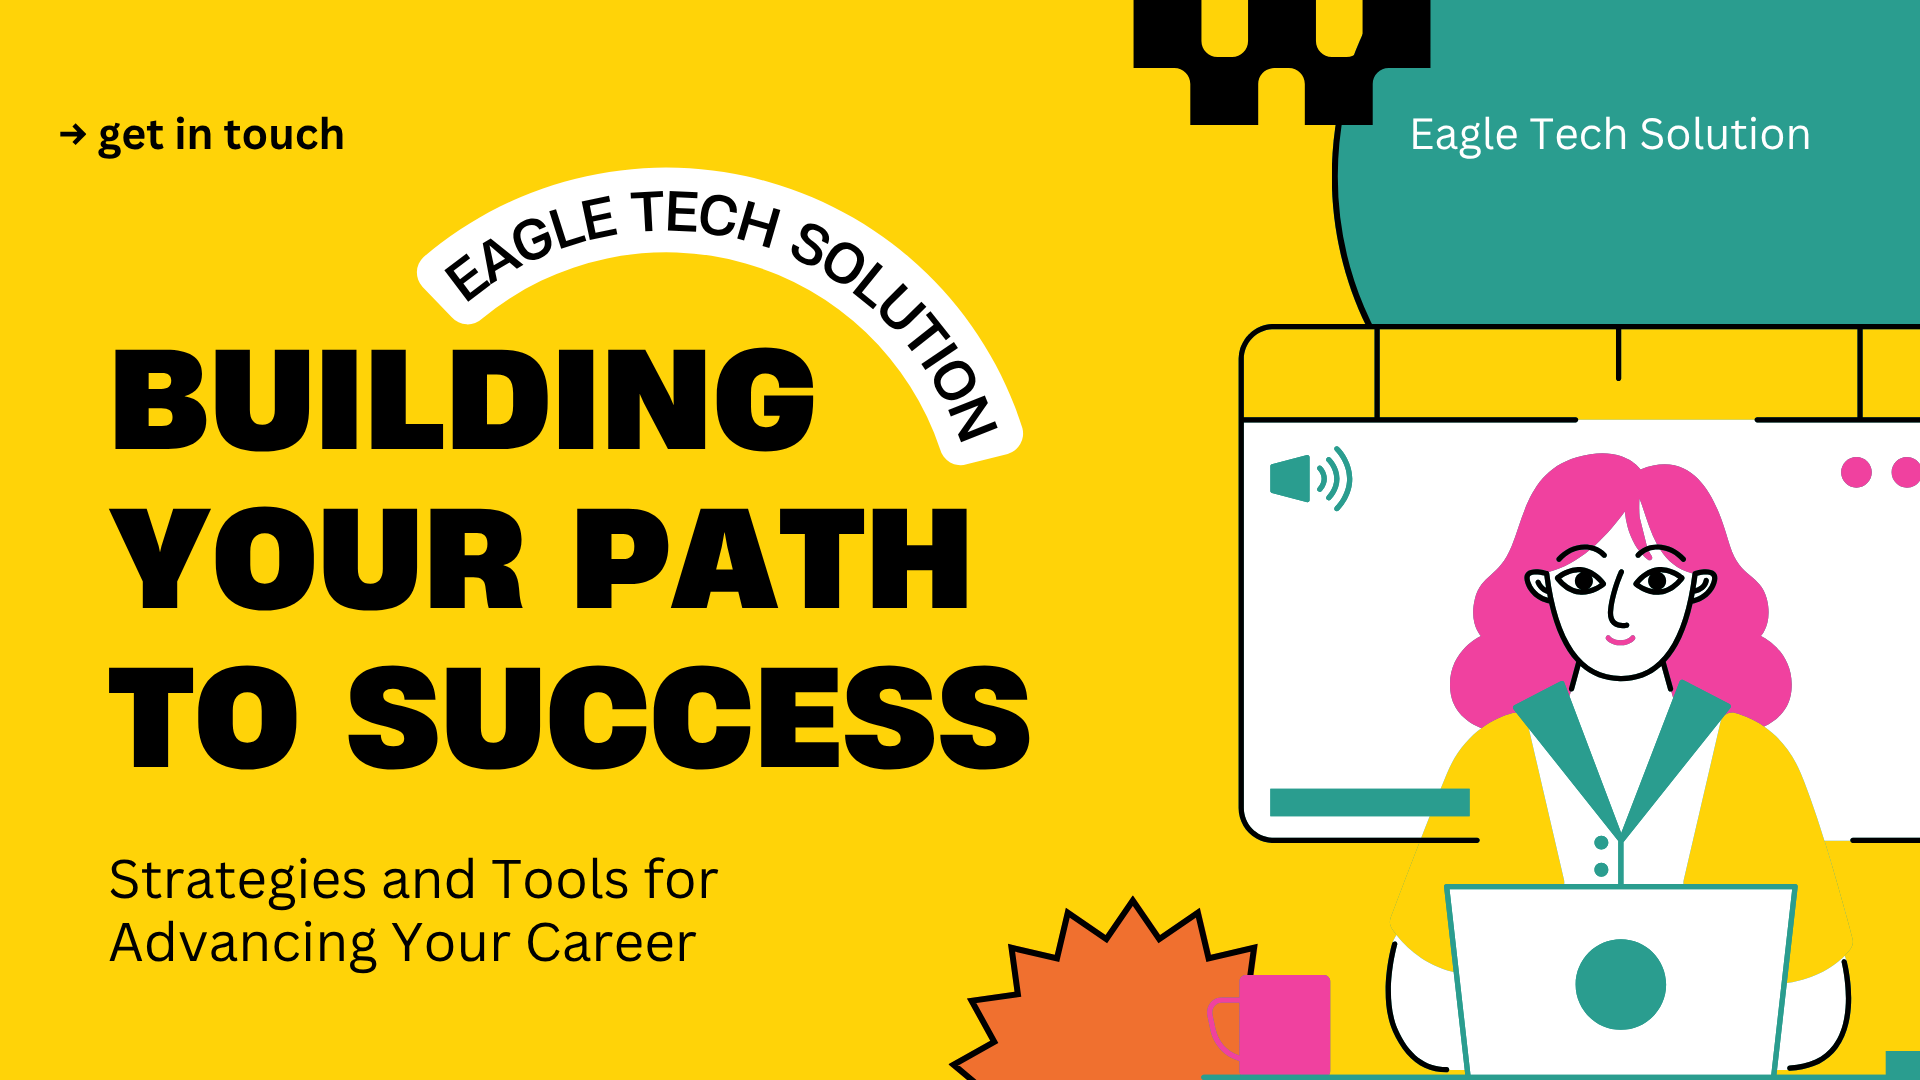 → get in touch
Eagle Tech Solution
EAGLE TECH SOLUTION
BUILDING
YOUR PATH
TO SUCCESS
Strategies and Tools for
Advancing Your Career